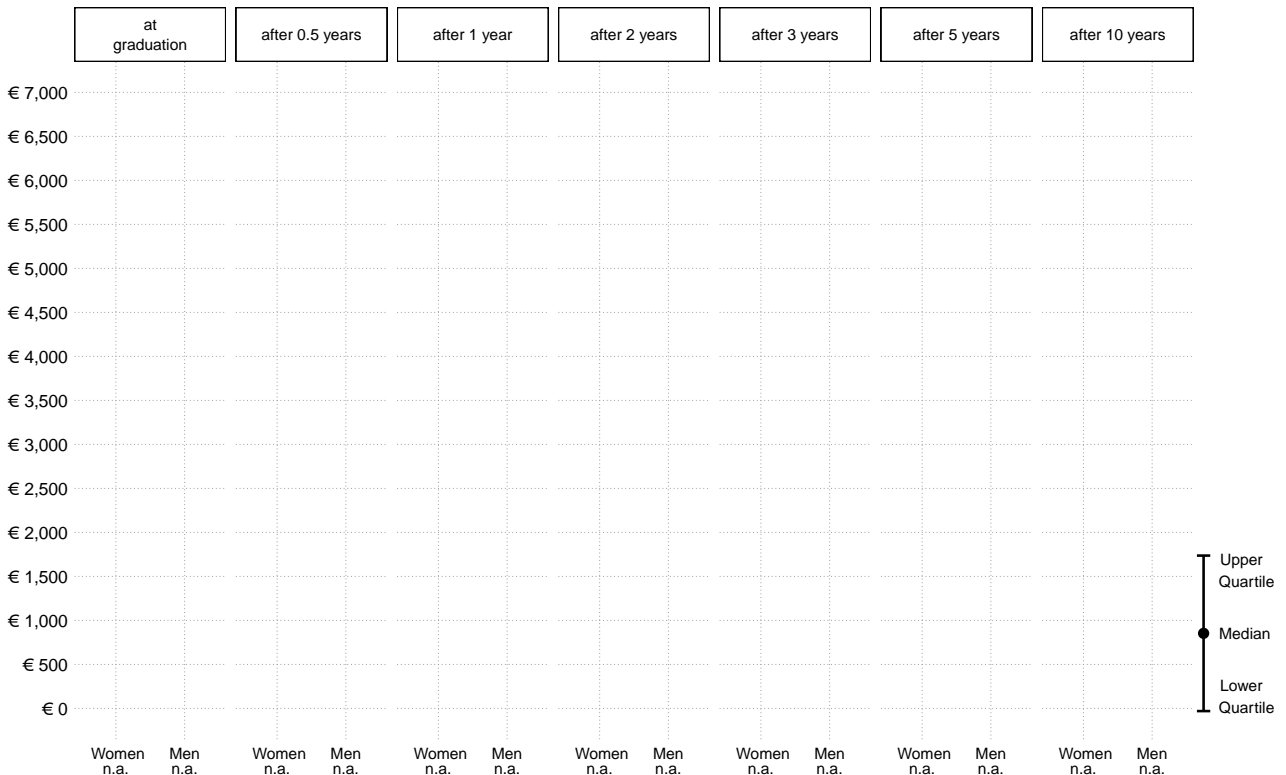 at
graduation
after 0.5 years
after 1 year
after 2 years
after 3 years
after 5 years
after 10 years
€ 7,000
€ 6,500
€ 6,000
€ 5,500
€ 5,000
€ 4,500
€ 4,000
€ 3,500
€ 3,000
€ 2,500
€ 2,000
€ 1,500
€ 1,000
€ 500
€ 0
Upper
Quartile
Median
Lower
Quartile
Women Men Women Men Women Men Women Men Women Men Women Men Women Men
n.a. n.a. n.a. n.a. n.a. n.a. n.a. n.a. n.a. n.a. n.a. n.a. n.a. n.a.